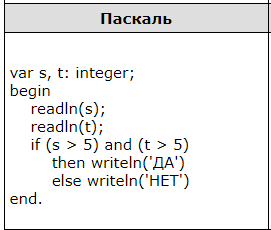 Паскаль
var s, t: integer;
begin
readln(s);
readln(t);
if (s > 5) and (t > 5)
then writeln('ДА')
else writeln('НЕТ')
end.